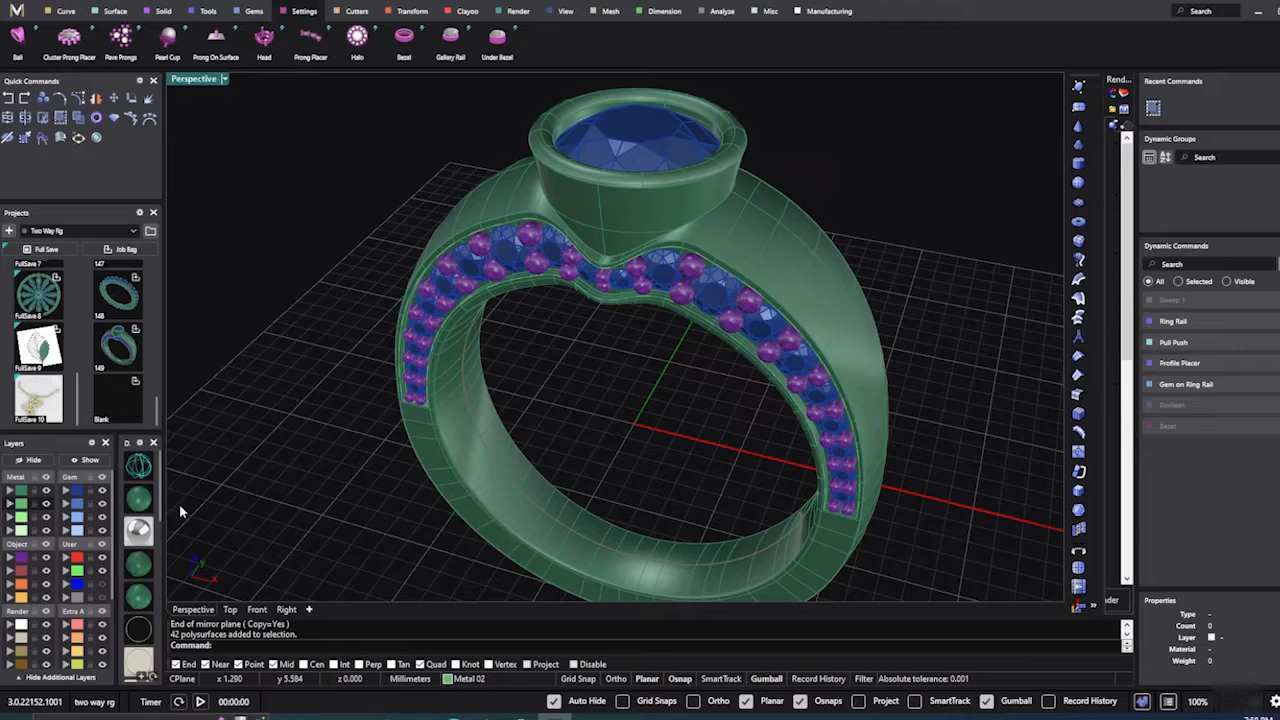 Curve Surface Solid Tools Gems Settings Cutters Transform Clayoo Render View Mesh Dimension Analyze Misc Manufacturing Search
Ball Cluster Prong Placer Pave Prongs Pearl Cup Prong On Surface Head Prong Placer Halo Bezel Gallery Rail Under Bezel
Quick Commands
Perspective
Rend...
Recent Commands
Dynamic Groups
Search
Projects
Two Way Rg
Full Save Job Bag
FullSave 7 147
FullSave 8 148
FullSave 9 149
FullSave 10 Blank
Dynamic Commands
Search
All Selected Visible
Sweep 1
Ring Rail
Pull Push
Profile Placer
Gem on Ring Rail
Boolean
Bezel
Layers D.
Hide Show
Metal Gem
Object User
Render Extra A
Hide Additional Layers
y
x
der
Properties
Type -
Count 0
Layer -
Material -
Weight 0
Perspective Top Front Right
End of mirror plane ( Copy=Yes )
42 polysurfaces added to selection.
Command:
End Near Point Mid Cen Int Perp Tan Quad Knot Vertex Project Disable
CPlane x 1.290 y 5.584 z 0.000 Millimeters Metal 02 Grid Snap Ortho Planar Osnap SmartTrack Gumball Record History Filter Absolute tolerance: 0.001
3.0.22152.1001 two way rg Timer 00:00:00 Auto Hide Grid Snaps Ortho Planar Osnaps Project SmartTrack Gumball Record History 100%